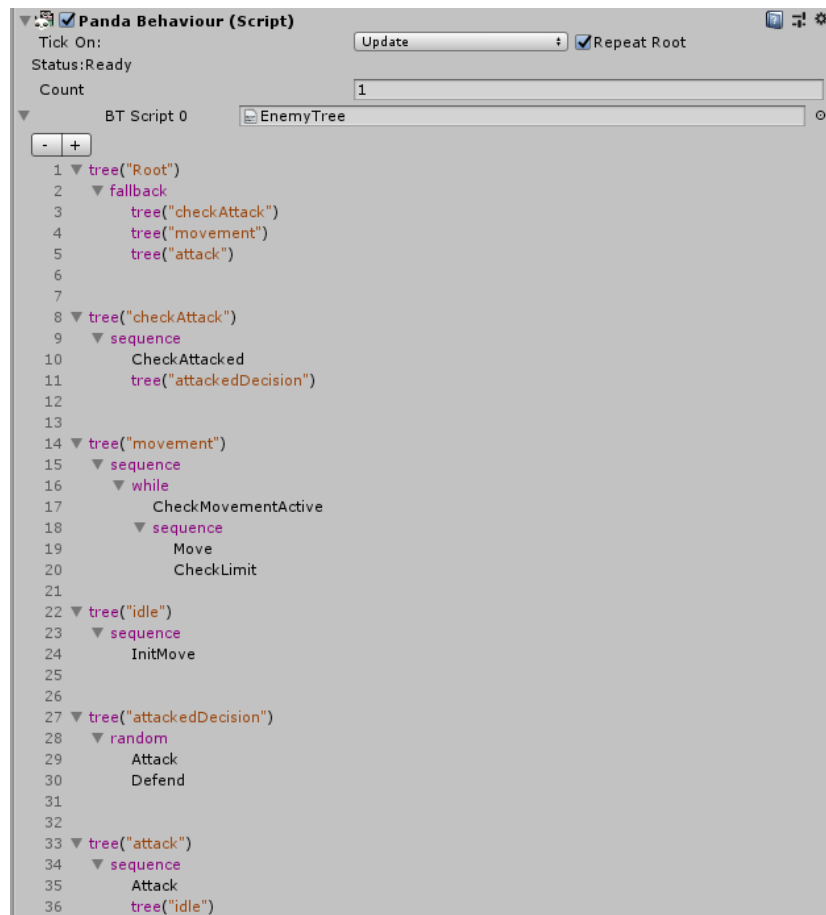 Panda Behaviour (Script)
Tick On: Update Repeat Root
Status:Ready
Count 1
BT Script 0 EnemyTree
- +
1 tree("Root")
2 fallback
3 tree("checkAttack")
4 tree("movement")
5 tree("attack")
6
7
8 tree("checkAttack")
9 sequence
10 CheckAttacked
11 tree("attackedDecision")
12
13
14 tree("movement")
15 sequence
16 while
17 CheckMovementActive
18 sequence
19 Move
20 CheckLimit
21
22 tree("idle")
23 sequence
24 InitMove
25
26
27 tree("attackedDecision")
28 random
29 Attack
30 Defend
31
32
33 tree("attack")
34 sequence
35 Attack
36 tree("idle")